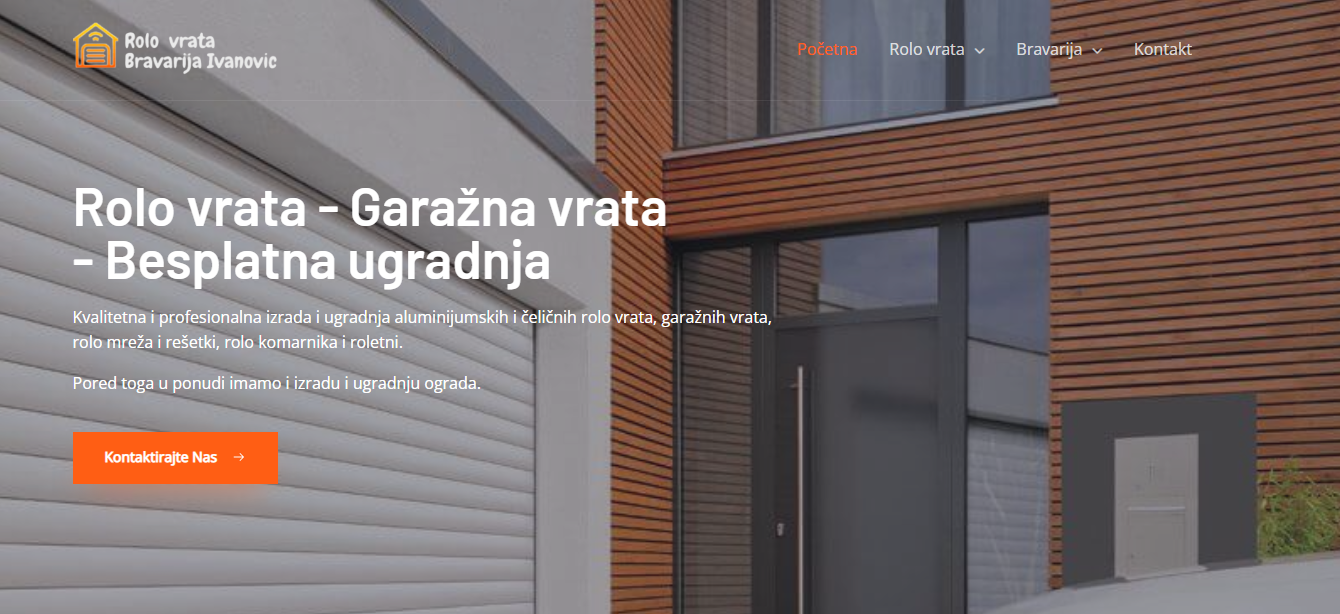 Rolo vrata
Bravarija Ivanovic
Početna
Rolo vrata
Bravarija
Kontakt
Rolo vrata - Garažna vrata
- Besplatna ugradnja
Kvalitetna i profesionalna izrada i ugradnja aluminijumskih i čeličnih rolo vrata, garažnih vrata,
rolo mreža i rešetki, rolo komarnika i roletni.
Pored toga u ponudi imamo i izradu i ugradnju ograda.
Kontaktirajte Nas →